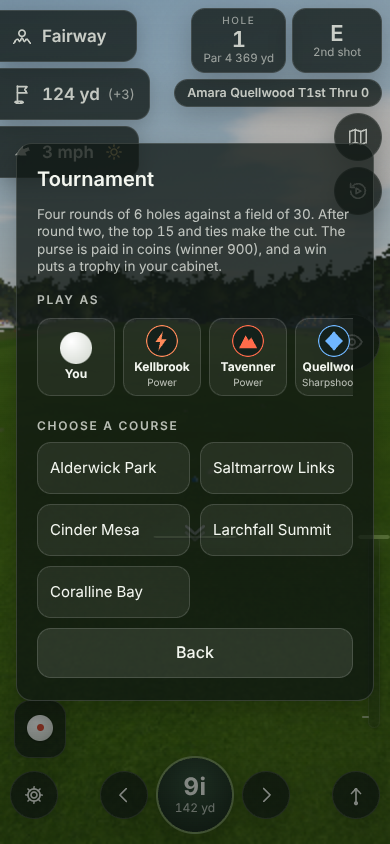 Fairway
HOLE
1
Par 4 369 yd
E
2nd shot
124 yd (+3)
Amara Quellwood T1st Thru 0
3 mph
Tournament
Four rounds of 6 holes against a field of 30. After
round two, the top 15 and ties make the cut. The
purse is paid in coins (winner 900), and a win
puts a trophy in your cabinet.
PLAY AS
You
Kellbrook
Power
Tavenner
Power
Quellwoo
Sharpshoo
CHOOSE A COURSE
Alderwick Park
Saltmarrow Links
Cinder Mesa
Larchfall Summit
Coralline Bay
Back
9i
142 yd